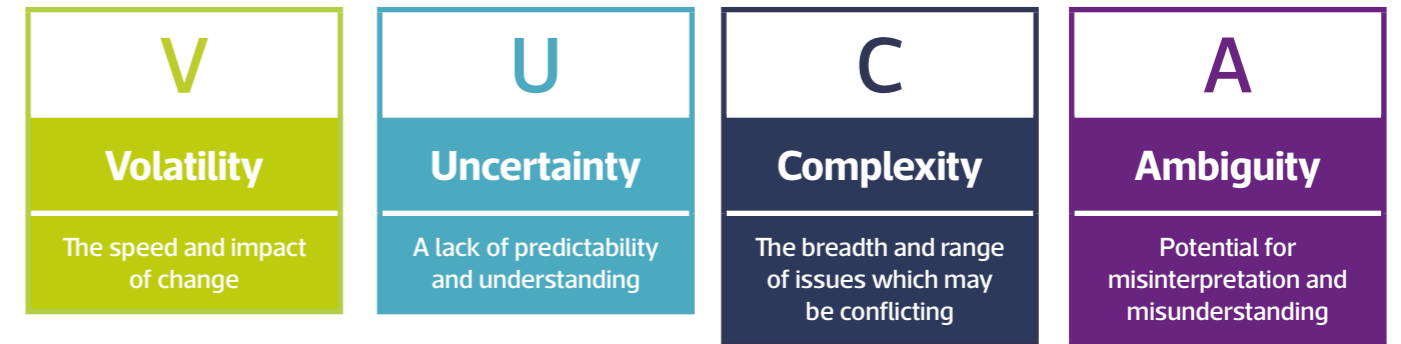 V
Volatility
The speed and impact
of change
U
Uncertainty
A lack of predictability
and understanding
C
Complexity
The breadth and range
of issues which may
be conflicting
A
Ambiguity
Potential for
misinterpretation and
misunderstanding